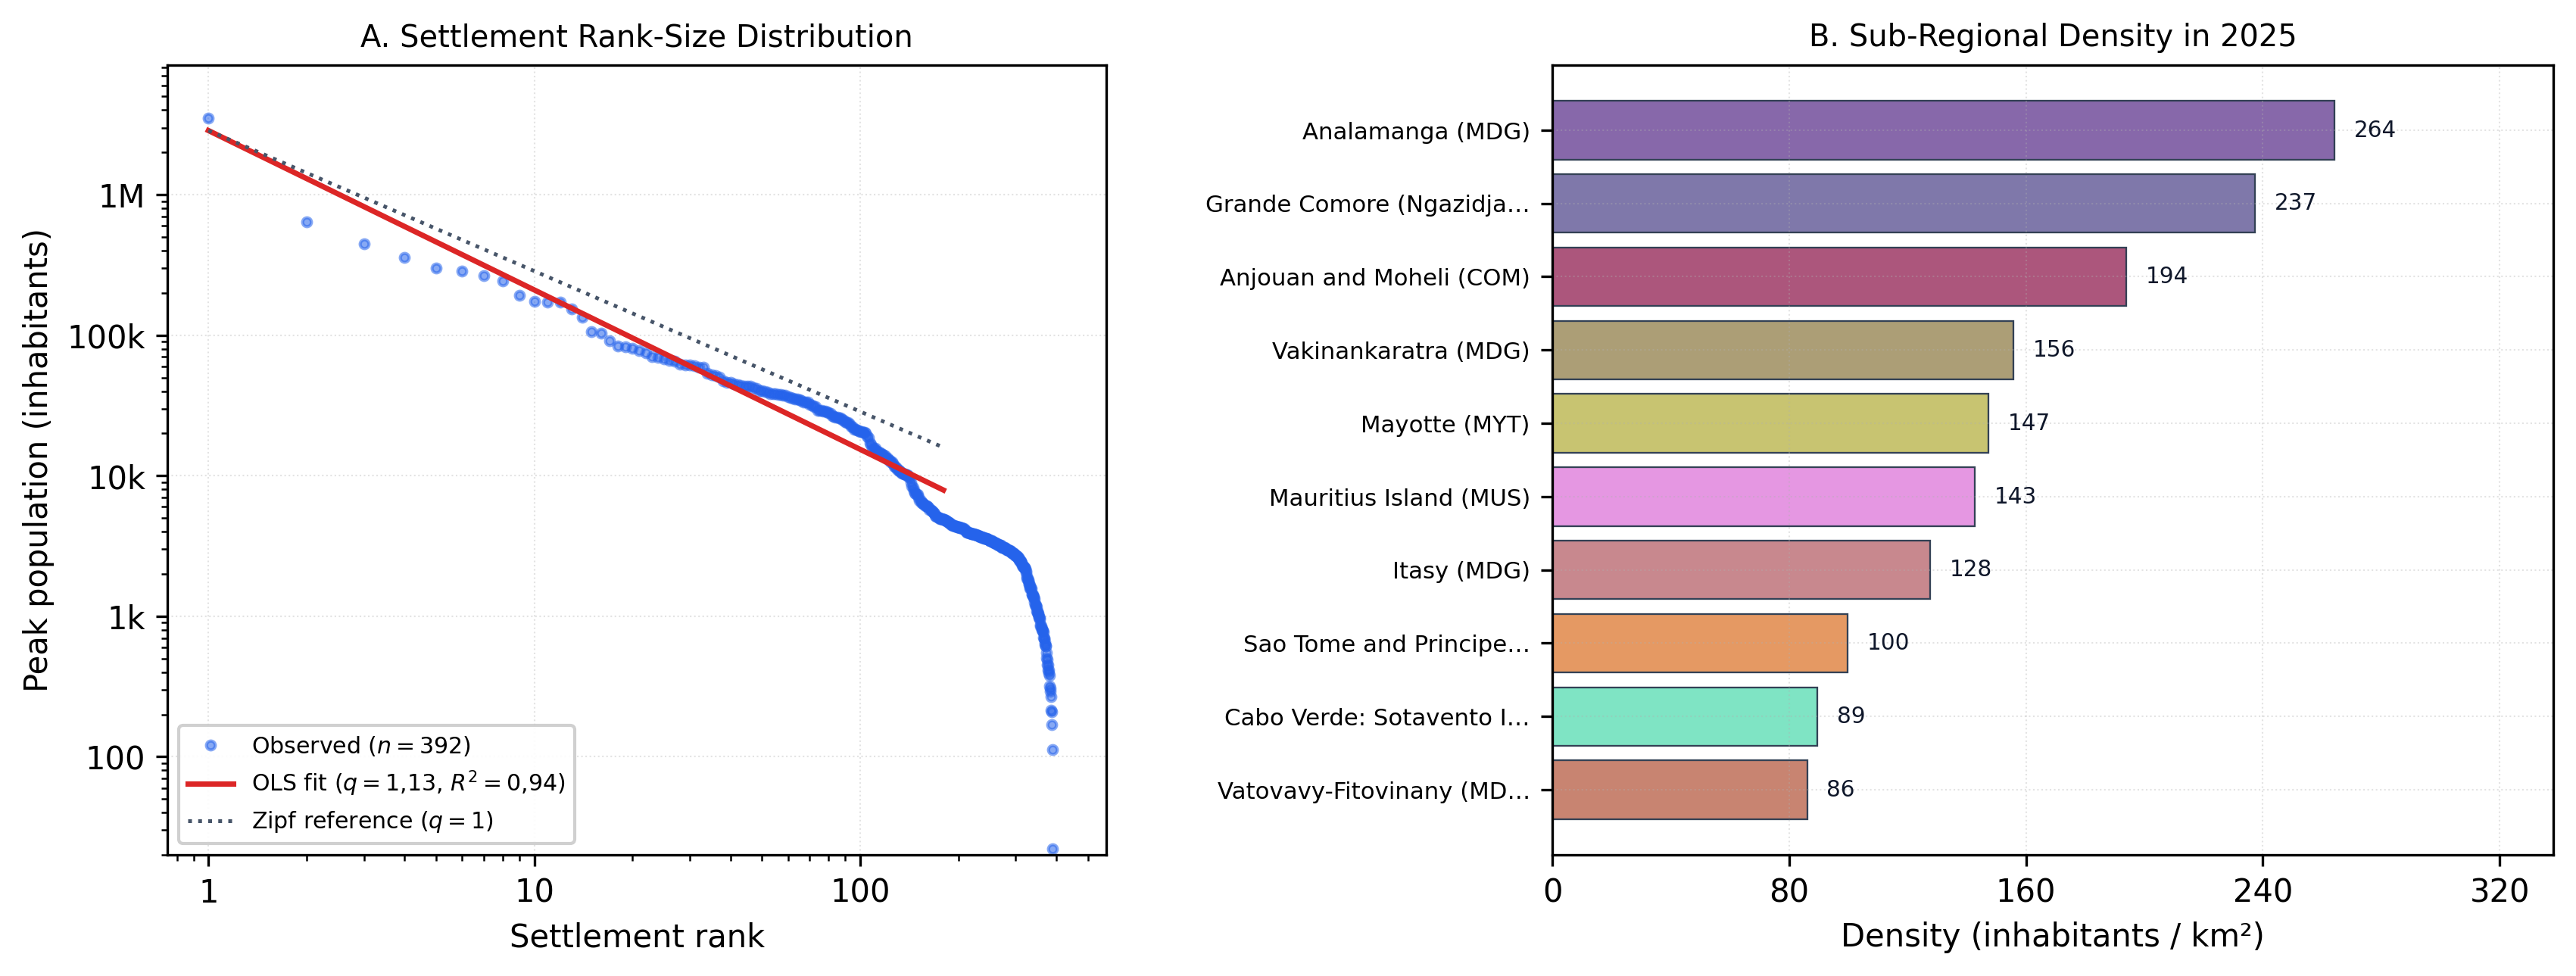 A. Settlement Rank-Size Distribution
Peak population (inhabitants)
1M
100k
10k
1k
100
1
10
100
Settlement rank
Observed (n = 392)
OLS fit (q = 1,13, R² = 0,94)
Zipf reference (q = 1)
B. Sub-Regional Density in 2025
Analamanga (MDG)
264
Grande Comore (Ngazidja...
237
Anjouan and Moheli (COM)
194
Vakinankaratra (MDG)
156
Mayotte (MYT)
147
Mauritius Island (MUS)
143
Itasy (MDG)
128
Sao Tome and Principe...
100
Cabo Verde: Sotavento I...
89
Vatovavy-Fitovinany (MD...
86
0
80
160
240
320
Density (inhabitants / km²)